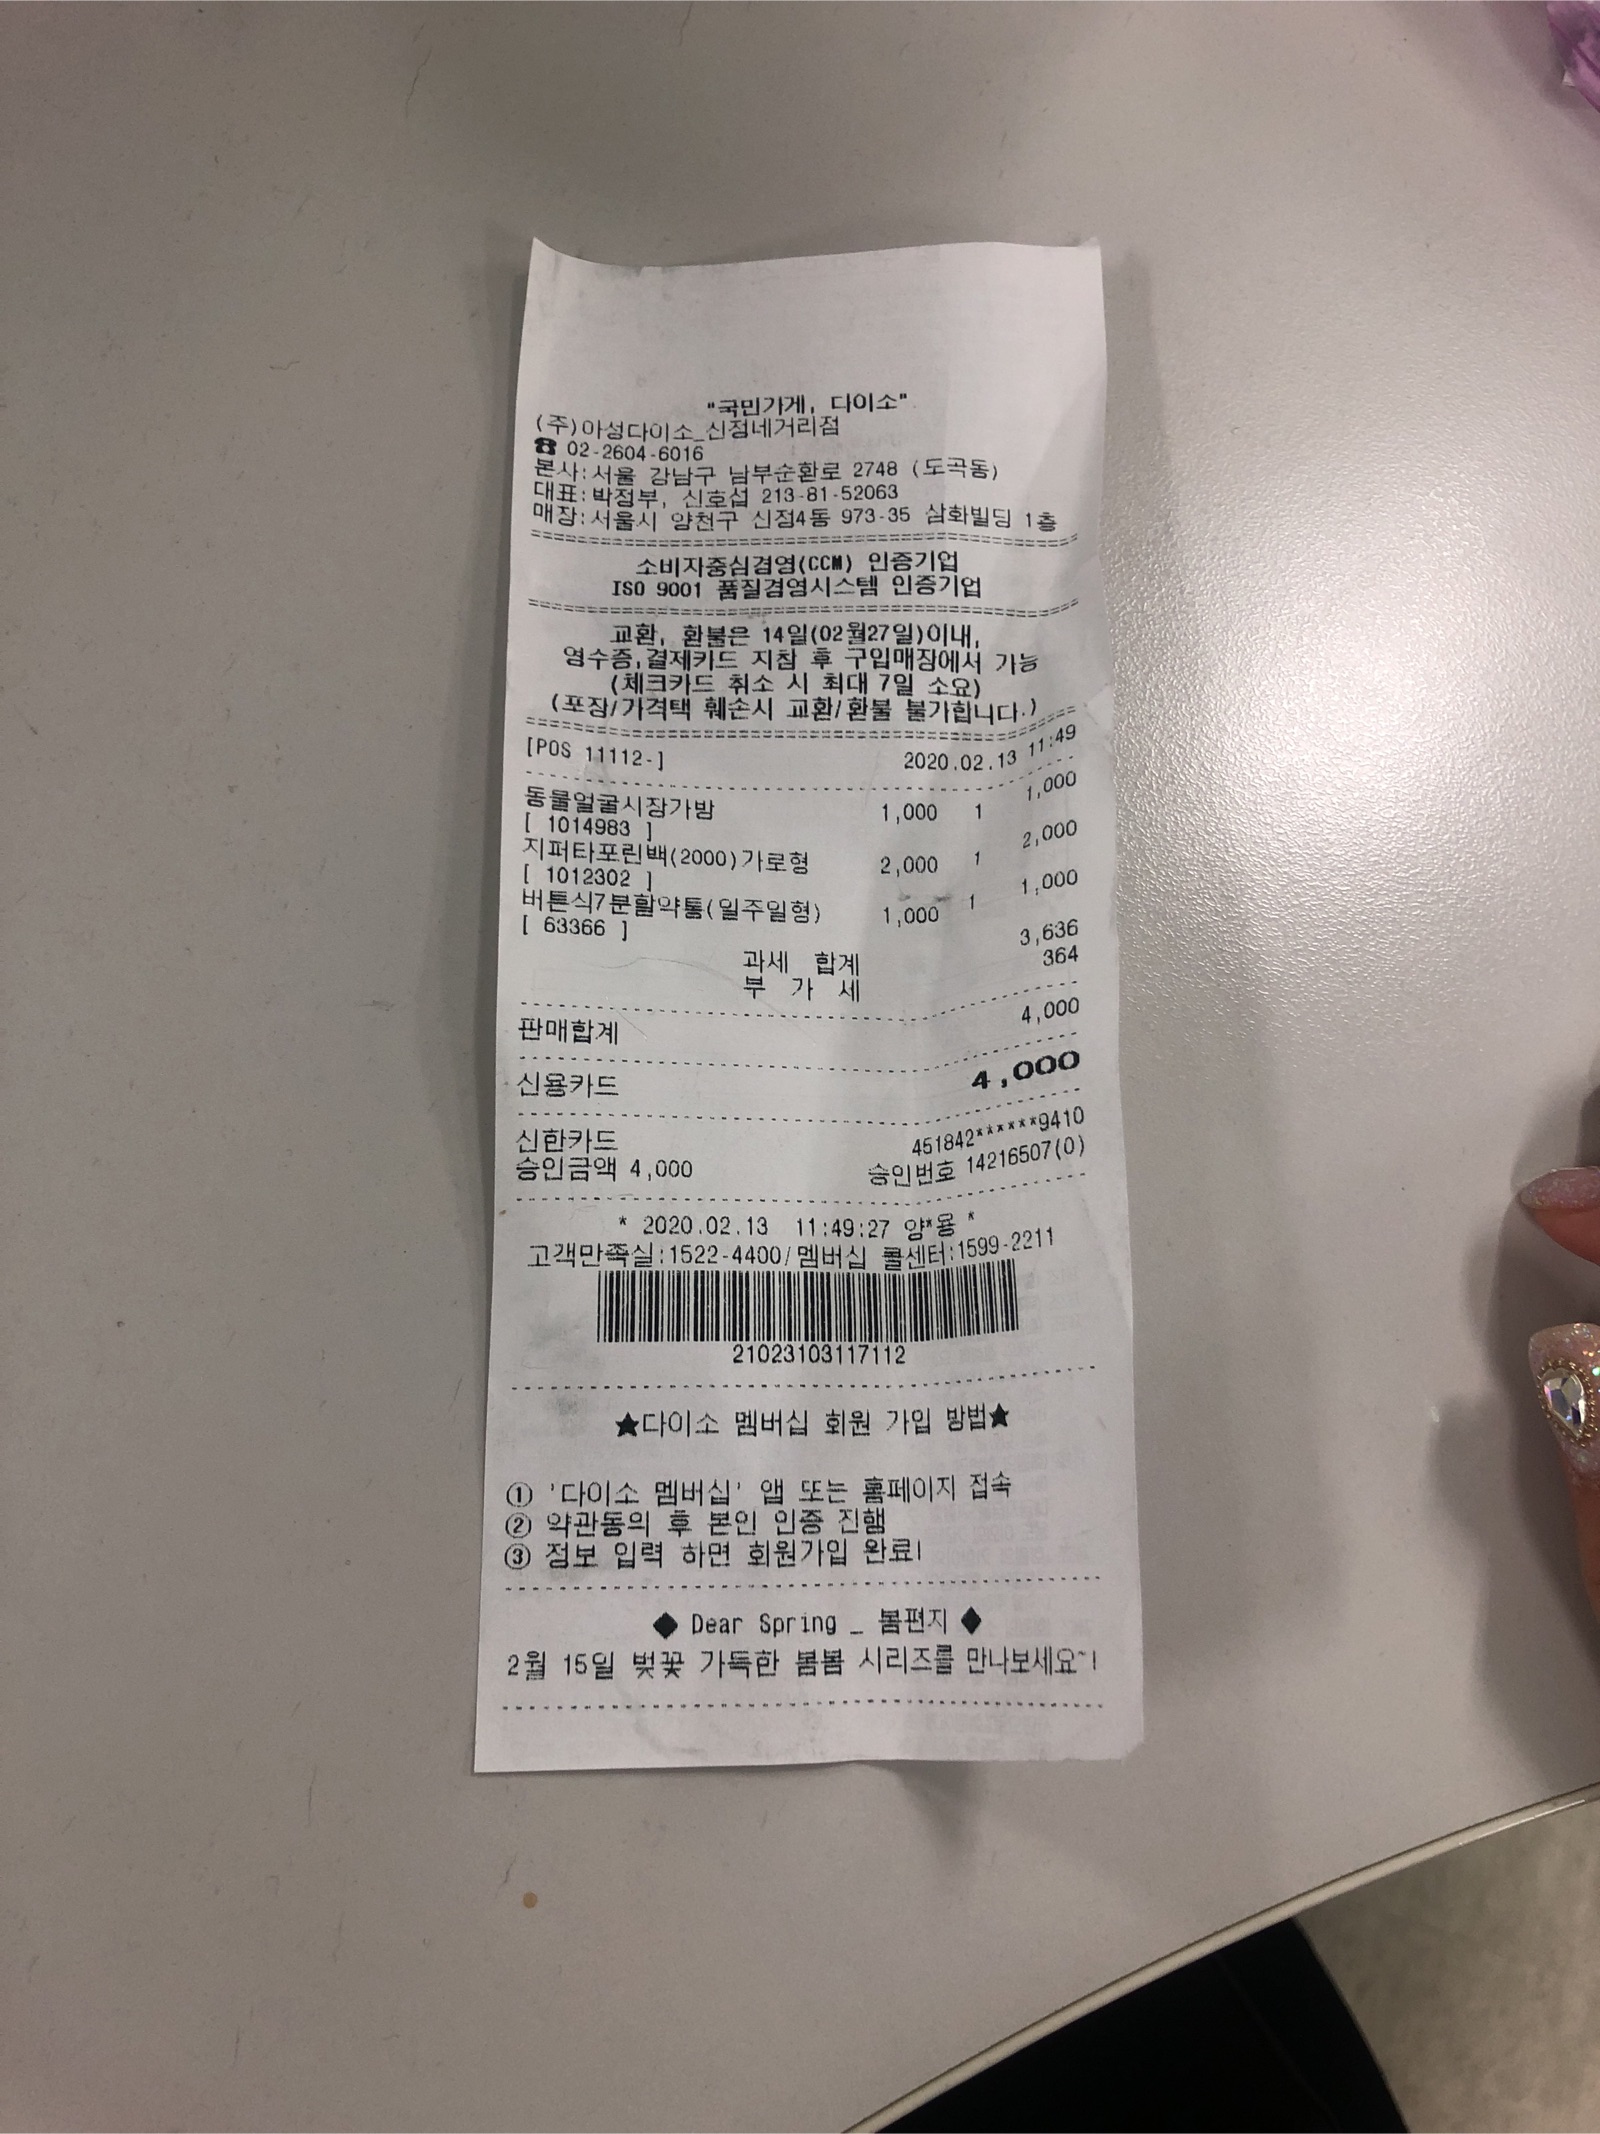 "국민가게, 다이소"
(주)아성다이소_신정네거리점
☎ 02-2604-6016
본사:서울 강남구 남부순환로 2748 (도곡동)
대표:박정부, 신호섭 213-81-52063
매장:서울시 양천구 신정4동 973-35 삼화빌딩 1층
소비자중심경영(CCM) 인증기업
ISO 9001 품질경영시스템 인증기업
교환, 환불은 14일(02월27일)이내,
영수증,결제카드 지참 후 구입매장에서 가능
(체크카드 취소 시 최대 7일 소요)
(포장/가격택 훼손시 교환/환불 불가합니다.)
[POS 11112-] 2020.02.13 11:49
동물얼굴시장가방 1,000 1 1,000
[ 1014983 ]
지퍼타포린백(2000)가로형 2,000 1 2,000
[ 1012302 ]
버튼식7분할약통(일주일형) 1,000 1 1,000
[ 63366 ]
과세 합계 3,636
부 가 세 364
판매합계 4,000
신용카드 4,000
신한카드 451842******9410
승인금액 4,000 승인번호 14216507(0)
* 2020.02.13 11:49:27 양*용 *
고객만족실:1522-4400/멤버십 콜센터:1599-2211
21023103117112
★다이소 멤버십 회원 가입 방법★
① '다이소 멤버십' 앱 또는 홈페이지 접속
② 약관동의 후 본인 인증 진행
③ 정보 입력 하면 회원가입 완료!
◆ Dear Spring _ 봄편지 ◆
2월 15일 벚꽃 가득한 봄봄 시리즈를 만나보세요~!